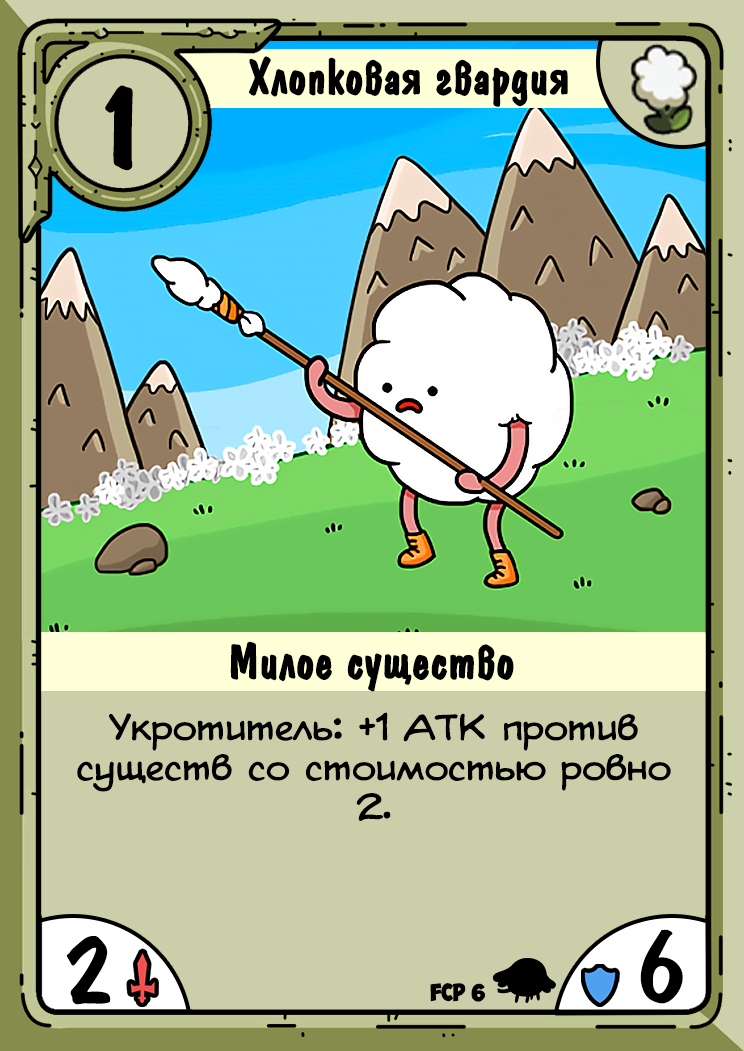 1
Хлопковая гвардия
Милое существо
Укротитель: +1 АТК против
существ со стоимостью ровно
2.
2
FCP 6
6